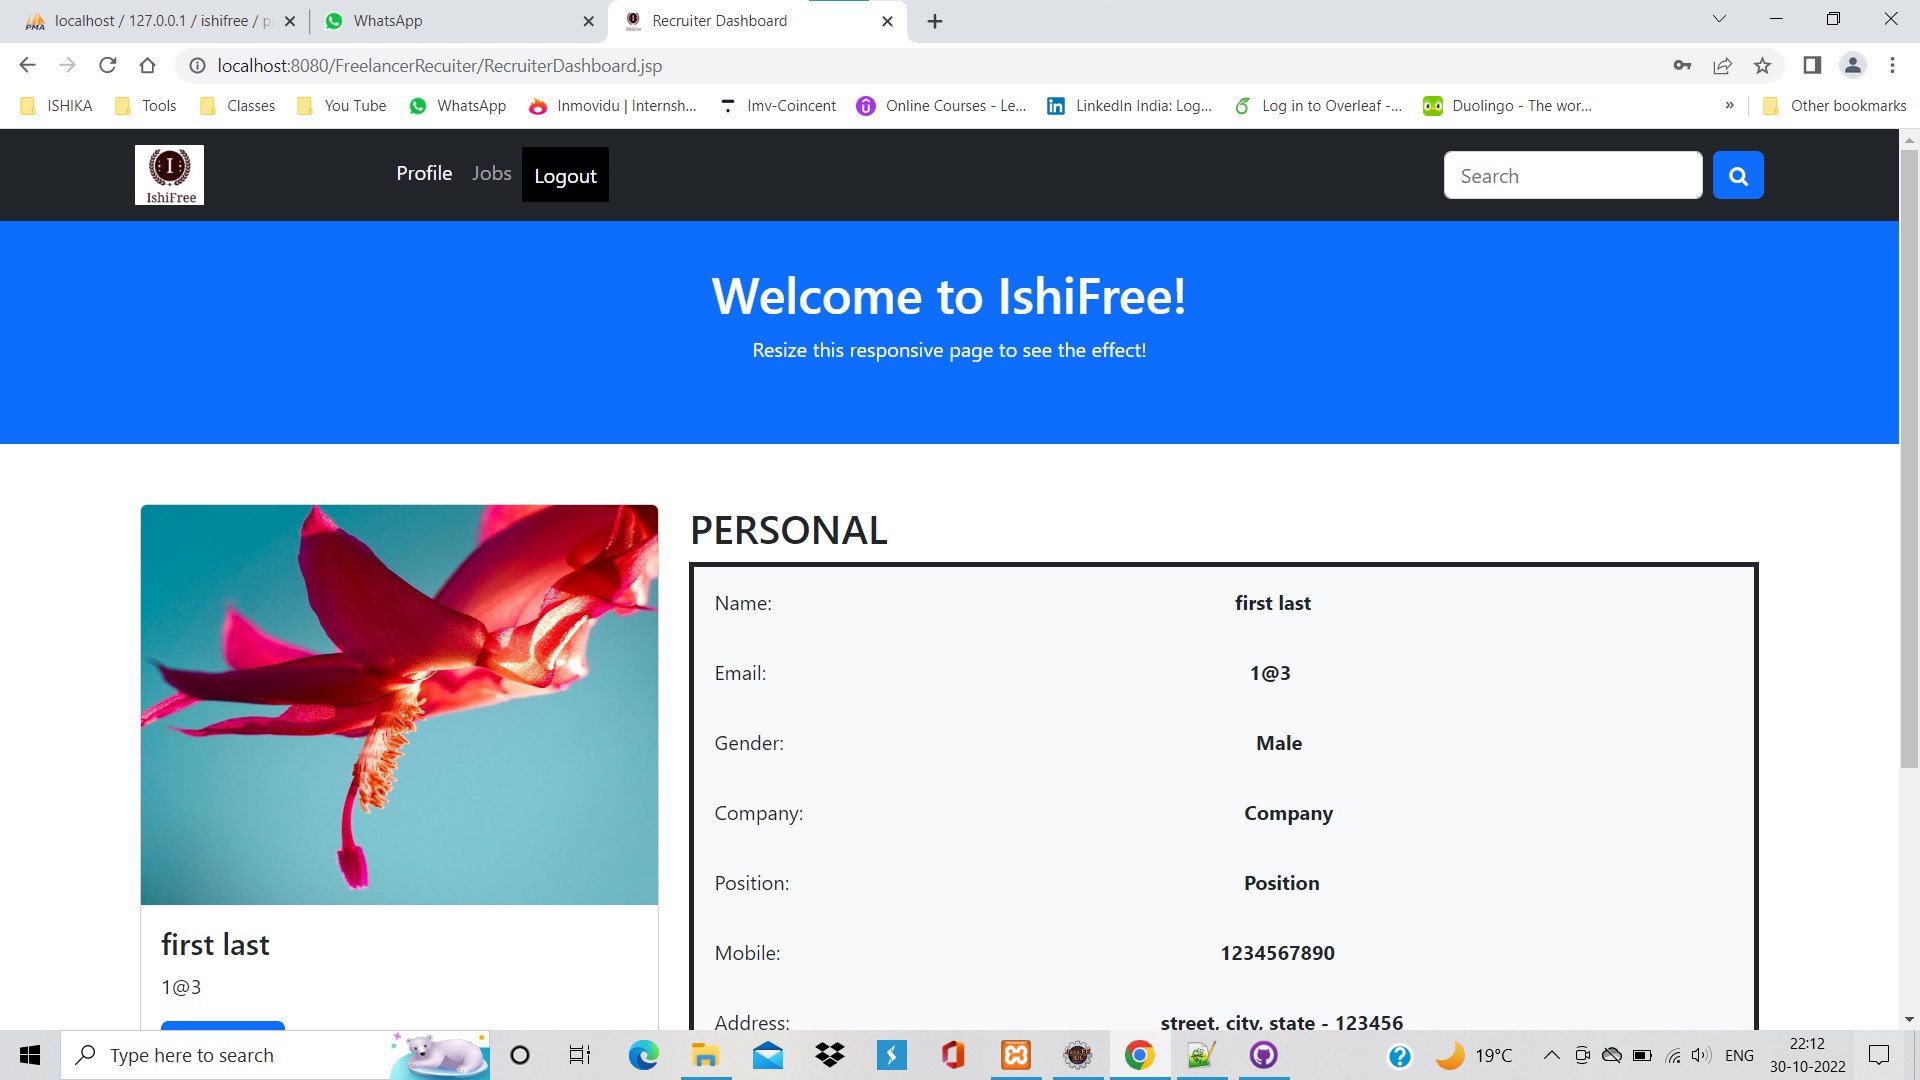 localhost / 127.0.0.1 / ishifree / p
WhatsApp
Recruiter Dashboard
localhost:8080/FreelancerRecuiter/RecruiterDashboard.jsp
ISHIKA
Tools
Classes
You Tube
WhatsApp
Inmovidu | Internsh...
Imv-Coincent
Online Courses - Le...
LinkedIn India: Log...
Log in to Overleaf -...
Duolingo - The wor...
»
Other bookmarks
I
IshiFree
Profile
Jobs
Logout
Search
Welcome to IshiFree!
Resize this responsive page to see the effect!
first last
1@3
PERSONAL
Name: first last
Email: 1@3
Gender: Male
Company: Company
Position: Position
Mobile: 1234567890
Address: street, city, state - 123456
Type here to search
19°C
ENG
22:12
30-10-2022